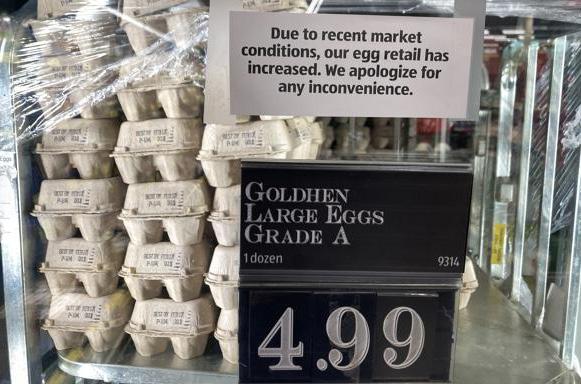 Due to recent market
conditions, our egg retail has
increased. We apologize for
any inconvenience.
GOLDHEN
LARGE EGGS
GRADE A
1 dozen
9314
4.99